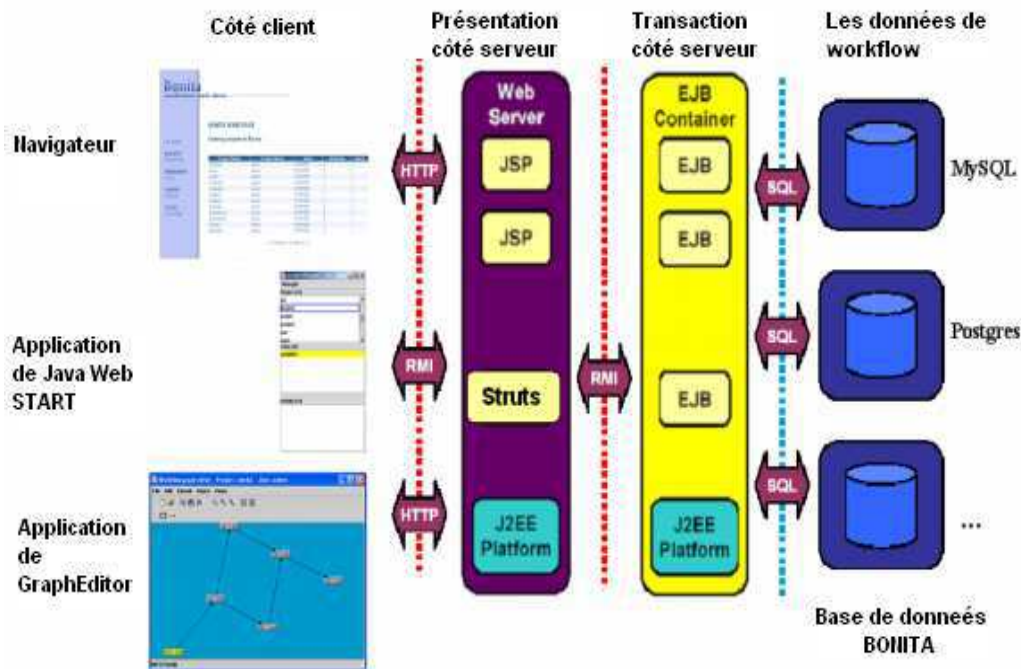 Côté client
Présentation
côté serveur
Transaction
côté serveur
Les données de
workflow
Navigateur
Bonita
HTTP
Web
Server
JSP
JSP
EJB
Container
EJB
EJB
SQL
MySQL
Application
de Java Web
START
RMI
Struts
RMI
EJB
SQL
Postgres
Application
de
GraphEditor
HTTP
J2EE
Platform
J2EE
Platform
SQL
...
Base de donneés
BONITA